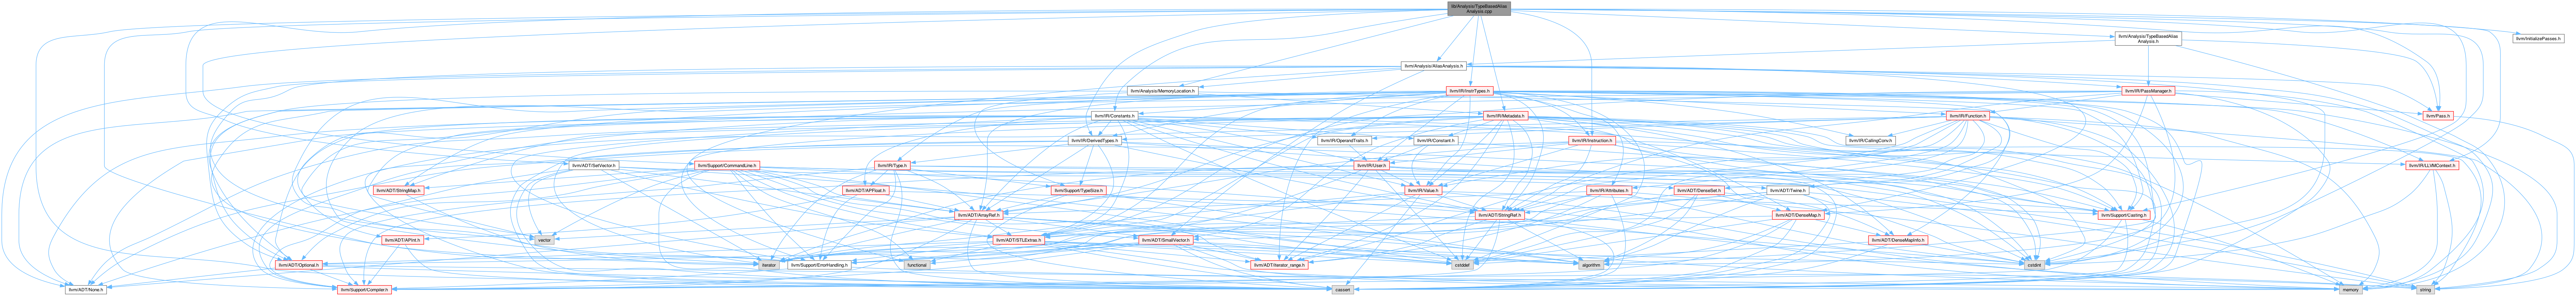 lib/Analysis/TypeBasedAlias
Analysis.cpp
llvm/Analysis/TypeBasedAlias
Analysis.h
llvm/InitializePasses.h
llvm/Analysis/AliasAnalysis.h
llvm/Analysis/MemoryLocation.h
llvm/IR/InstrTypes.h
llvm/IR/PassManager.h
llvm/IR/Constants.h
llvm/IR/Metadata.h
llvm/IR/Function.h
llvm/Pass.h
llvm/IR/DerivedTypes.h
llvm/IR/OperandTraits.h
llvm/IR/Constant.h
llvm/IR/Instruction.h
llvm/IR/CallingConv.h
llvm/ADT/SetVector.h
llvm/Support/CommandLine.h
llvm/IR/Type.h
llvm/IR/User.h
llvm/IR/LLVMContext.h
llvm/ADT/StringMap.h
llvm/ADT/APFloat.h
llvm/Support/TypeSize.h
llvm/IR/Value.h
llvm/IR/Attributes.h
llvm/ADT/DenseSet.h
llvm/ADT/Twine.h
llvm/ADT/ArrayRef.h
llvm/ADT/StringRef.h
llvm/ADT/DenseMap.h
llvm/Support/Casting.h
vector
llvm/ADT/APInt.h
llvm/ADT/STLExtras.h
llvm/ADT/SmallVector.h
llvm/ADT/DenseMapInfo.h
llvm/ADT/Optional.h
iterator
llvm/Support/ErrorHandling.h
functional
llvm/ADT/iterator_range.h
cstddef
algorithm
cstdint
llvm/ADT/None.h
llvm/Support/Compiler.h
cassert
memory
string